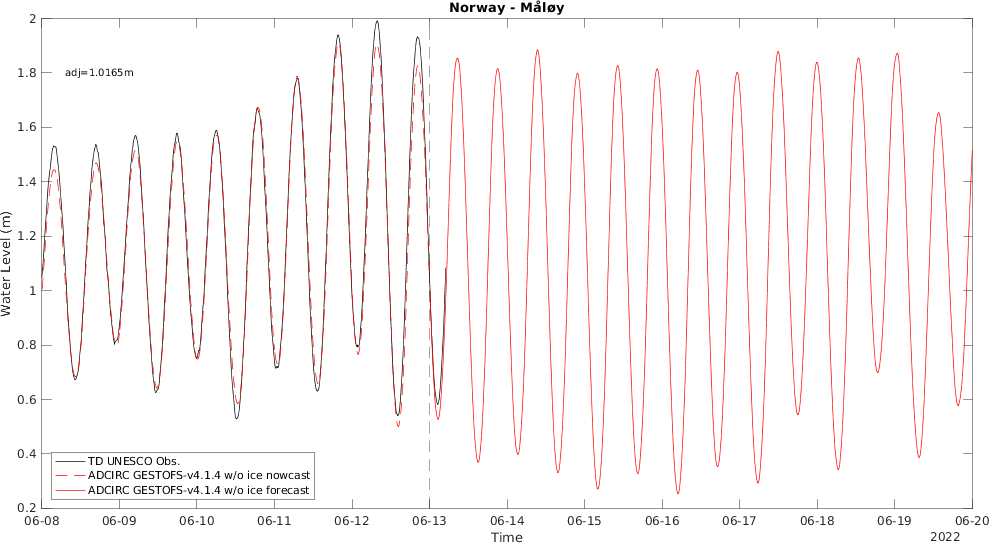 Norway - Måløy
adj=1.0165m
Water Level (m)
2
1.8
1.6
1.4
1.2
1
0.8
0.6
0.4
0.2
TD UNESCO Obs.
ADCIRC GESTOFS-v4.1.4 w/o ice nowcast
ADCIRC GESTOFS-v4.1.4 w/o ice forecast
06-08 06-09 06-10 06-11 06-12 06-13 06-14 06-15 06-16 06-17 06-18 06-19 06-20
Time
2022